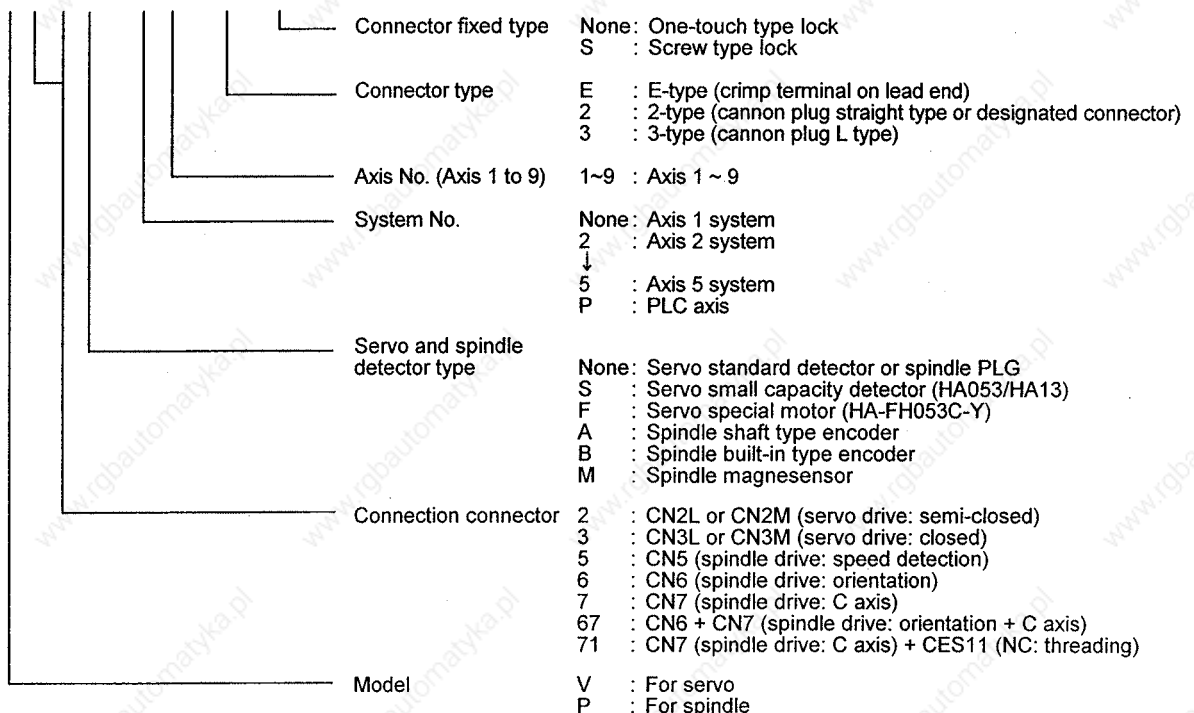 Connector fixed type None: One-touch type lock
S : Screw type lock
Connector type E : E-type (crimp terminal on lead end)
2 : 2-type (cannon plug straight type or designated connector)
3 : 3-type (cannon plug L type)
Axis No. (Axis 1 to 9) 1~9 : Axis 1 ~ 9
System No. None: Axis 1 system
2 : Axis 2 system
↓
5 : Axis 5 system
P : PLC axis
Servo and spindle
detector type None: Servo standard detector or spindle PLG
S : Servo small capacity detector (HA053/HA13)
F : Servo special motor (HA-FH053C-Y)
A : Spindle shaft type encoder
B : Spindle built-in type encoder
M : Spindle magnesensor
Connection connector 2 : CN2L or CN2M (servo drive: semi-closed)
3 : CN3L or CN3M (servo drive: closed)
5 : CN5 (spindle drive: speed detection)
6 : CN6 (spindle drive: orientation)
7 : CN7 (spindle drive: C axis)
67 : CN6 + CN7 (spindle drive: orientation + C axis)
71 : CN7 (spindle drive: C axis) + CES11 (NC: threading)
Model V : For servo
P : For spindle
www.rgbautomatyka.pl